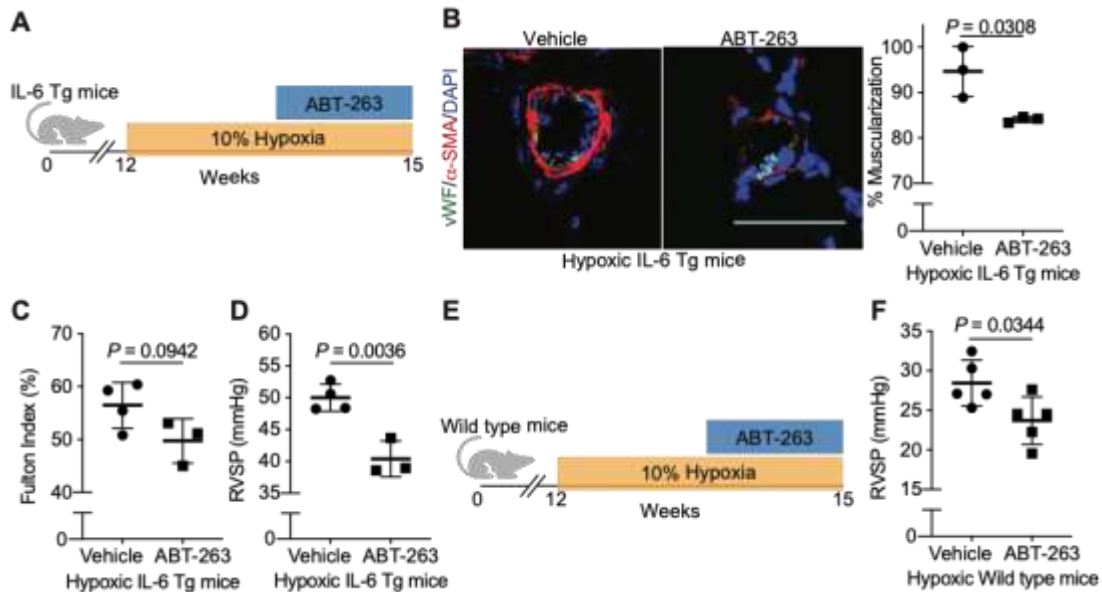 A
IL-6 Tg mice
ABT-263
10% Hypoxia
0
12
15
Weeks
B
Vehicle
ABT-263
vWF/α-SMA/DAPI
Hypoxic IL-6 Tg mice
P = 0.0308
% Muscularization
100
90
80
70
0
Vehicle ABT-263
Hypoxic IL-6 Tg mice
C
P = 0.0942
Fulton Index (%)
70
60
50
40
0
Vehicle ABT-263
Hypoxic IL-6 Tg mice
D
P = 0.0036
RVSP (mmHg)
60
55
50
45
40
35
0
Vehicle ABT-263
Hypoxic IL-6 Tg mice
E
Wild type mice
ABT-263
10% Hypoxia
0
12
15
Weeks
F
P = 0.0344
RVSP (mmHg)
35
30
25
20
15
0
Vehicle ABT-263
Hypoxic Wild type mice